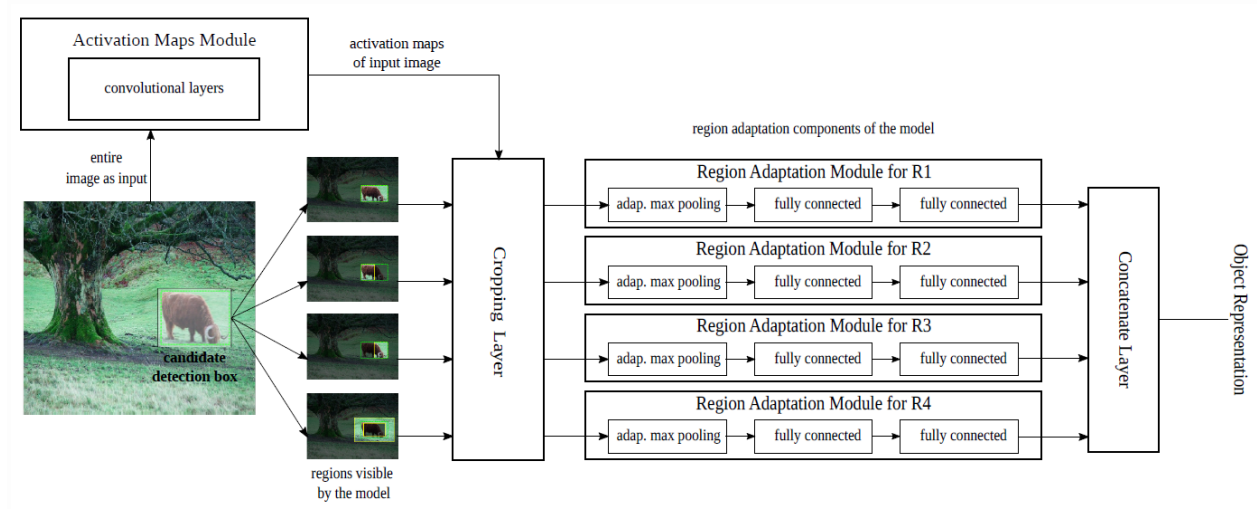 Activation Maps Module
convolutional layers
activation maps
of input image
entire
image as input
candidate
detection box
regions visible
by the model
Cropping Layer
region adaptation components of the model
Region Adaptation Module for R1
adap. max pooling
fully connected
fully connected
Region Adaptation Module for R2
adap. max pooling
fully connected
fully connected
Region Adaptation Module for R3
adap. max pooling
fully connected
fully connected
Region Adaptation Module for R4
adap. max pooling
fully connected
fully connected
Concatenate Layer
Object Representation